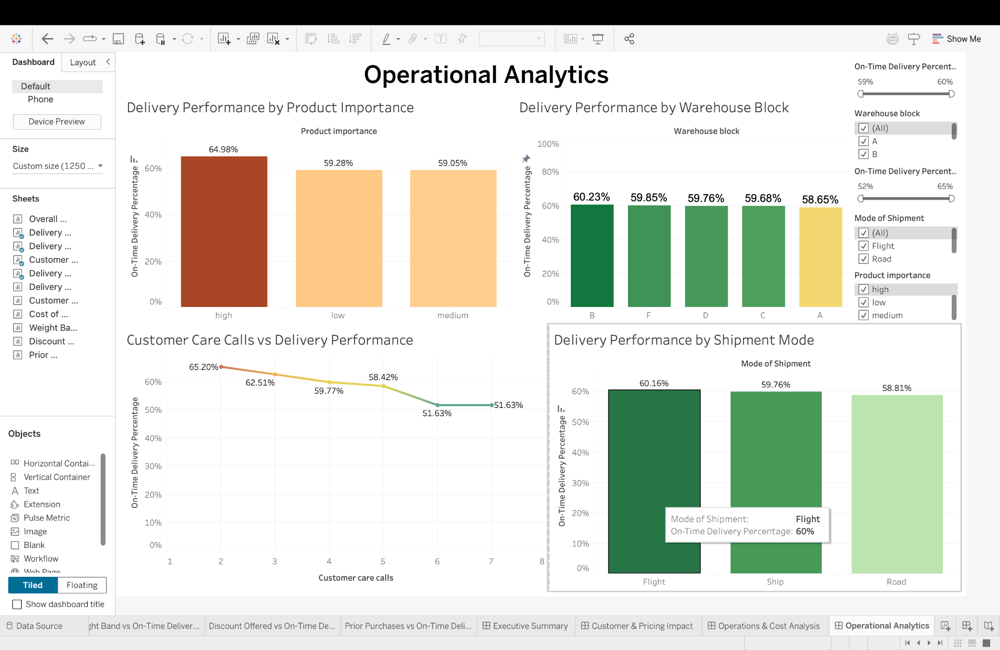 Show Me
Dashboard
Layout
Default
Phone
Device Preview
Size
Custom size (1250 ...
Sheets
Overall ...
Delivery ...
Delivery ...
Customer ...
Delivery ...
Delivery ...
Customer ...
Cost of ...
Weight Ba...
Discount ...
Prior ...
Objects
Horizontal Contai...
Vertical Container
Text
Extension
Pulse Metric
Image
Blank
Workflow
Web Page
Tiled
Floating
Show dashboard title
Operational Analytics
Delivery Performance by Product Importance
Product importance
On-Time Delivery Percentage
60%
40%
20%
0%
64.98%
59.28%
59.05%
high
low
medium
Delivery Performance by Warehouse Block
Warehouse block
On-Time Delivery Percentage
100%
80%
60%
40%
20%
0%
60.23%
59.85%
59.76%
59.68%
58.65%
B
F
D
C
A
On-Time Delivery Percent..
59%
60%
Warehouse block
(All)
A
B
On-Time Delivery Percent..
52%
65%
Mode of Shipment
(All)
Flight
Road
Product importance
high
low
medium
Customer Care Calls vs Delivery Performance
On-Time Delivery Percentage
60%
50%
40%
30%
20%
10%
0%
65.20%
62.51%
59.77%
58.42%
51.63%
51.63%
1
2
3
4
5
6
7
8
Customer care calls
Delivery Performance by Shipment Mode
Mode of Shipment
On-Time Delivery Percentage
60%
50%
40%
30%
20%
10%
0%
60.16%
59.76%
58.81%
Mode of Shipment: Flight
On-Time Delivery Percentage: 60%
Flight
Ship
Road
Data Source
ght Band vs On-Time Deliver...
Discount Offered vs On-Time De...
Prior Purchases vs On-Time Deli...
Executive Summary
Customer & Pricing Impact
Operations & Cost Analysis
Operational Analytics